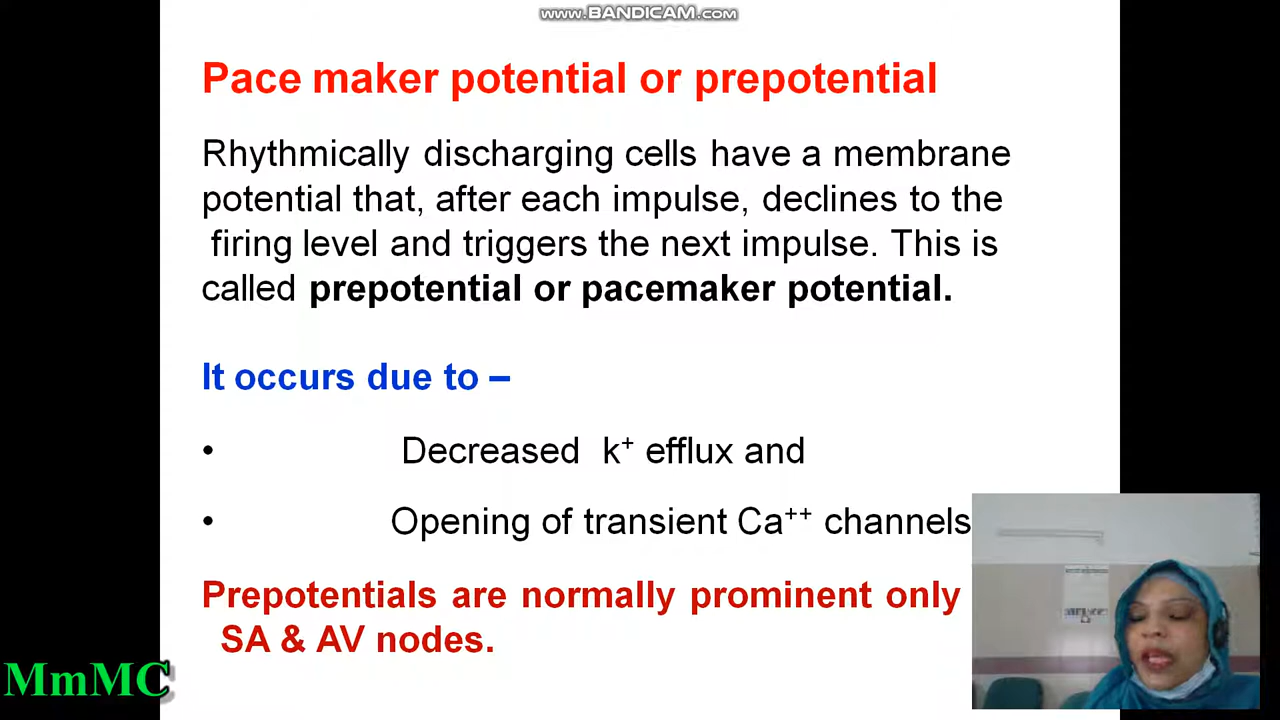 www.BANDICAM.com
Pace maker potential or prepotential
Rhythmically discharging cells have a membrane
potential that, after each impulse, declines to the
firing level and triggers the next impulse. This is
called prepotential or pacemaker potential.
It occurs due to –
• Decreased k⁺ efflux and
• Opening of transient Ca⁺⁺ channels
Prepotentials are normally prominent only
SA & AV nodes.
MmMC